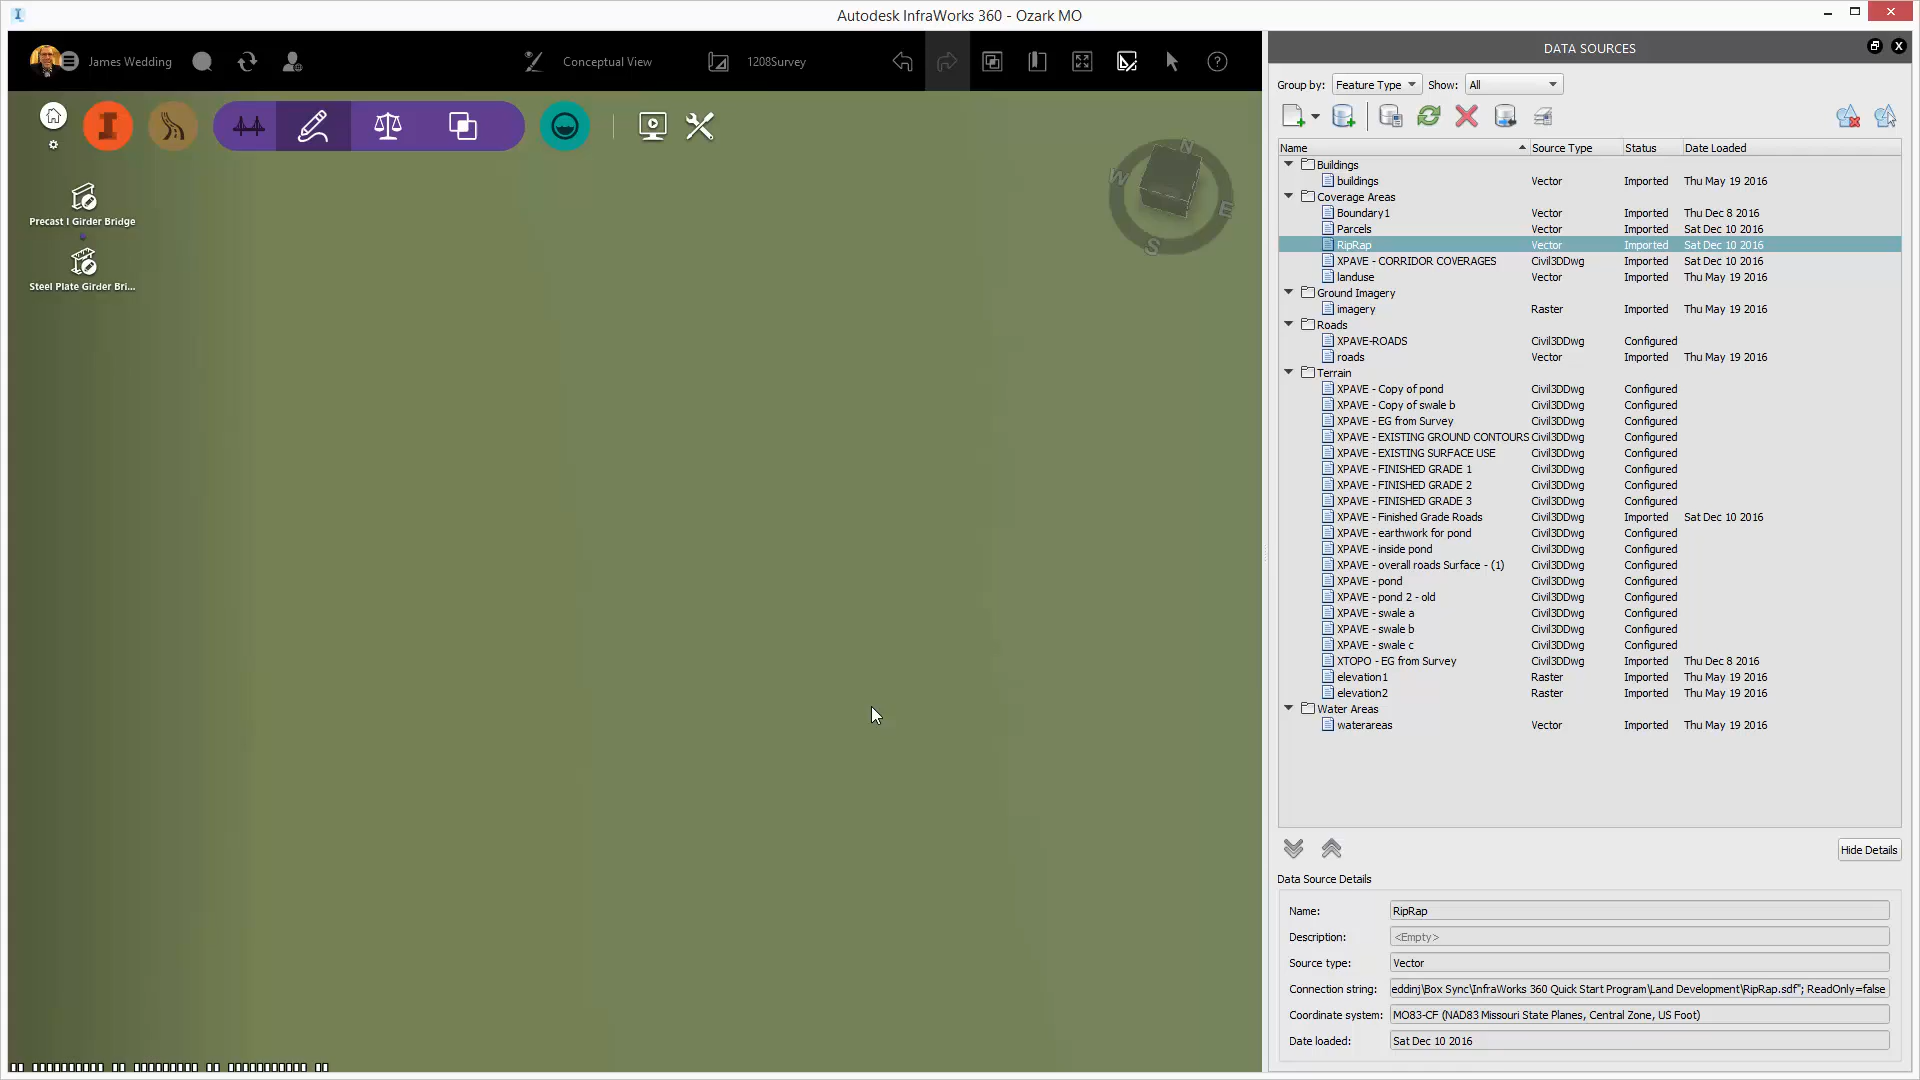 Autodesk InfraWorks 360 - Ozark MO
James Wedding
Conceptual View
1208Survey
Precast I Girder Bridge
Steel Plate Girder Bri...
N
W
E
S
DATA SOURCES
Group by: Feature Type Show: All
Name Source Type Status Date Loaded
Buildings
buildings Vector Imported Thu May 19 2016
Coverage Areas
Boundary1 Vector Imported Thu Dec 8 2016
Parcels Vector Imported Sat Dec 10 2016
RipRap Vector Imported Sat Dec 10 2016
XPAVE - CORRIDOR COVERAGES Civil3DDwg Imported Sat Dec 10 2016
landuse Vector Imported Thu May 19 2016
Ground Imagery
imagery Raster Imported Thu May 19 2016
Roads
XPAVE-ROADS Civil3DDwg Configured
roads Vector Imported Thu May 19 2016
Terrain
XPAVE - Copy of pond Civil3DDwg Configured
XPAVE - Copy of swale b Civil3DDwg Configured
XPAVE - EG from Survey Civil3DDwg Configured
XPAVE - EXISTING GROUND CONTOURS Civil3DDwg Configured
XPAVE - EXISTING SURFACE USE Civil3DDwg Configured
XPAVE - FINISHED GRADE 1 Civil3DDwg Configured
XPAVE - FINISHED GRADE 2 Civil3DDwg Configured
XPAVE - FINISHED GRADE 3 Civil3DDwg Configured
XPAVE - Finished Grade Roads Civil3DDwg Imported Sat Dec 10 2016
XPAVE - earthwork for pond Civil3DDwg Configured
XPAVE - inside pond Civil3DDwg Configured
XPAVE - overall roads Surface - (1) Civil3DDwg Configured
XPAVE - pond Civil3DDwg Configured
XPAVE - pond 2 - old Civil3DDwg Configured
XPAVE - swale a Civil3DDwg Configured
XPAVE - swale b Civil3DDwg Configured
XPAVE - swale c Civil3DDwg Configured
XTOPO - EG from Survey Civil3DDwg Imported Thu Dec 8 2016
elevation1 Raster Imported Thu May 19 2016
elevation2 Raster Imported Thu May 19 2016
Water Areas
waterareas Vector Imported Thu May 19 2016
Hide Details
Data Source Details
Name: RipRap
Description: <Empty>
Source type: Vector
Connection string: eddinj\Box Sync\InfraWorks 360 Quick Start Program\Land Development\RipRap.sdf"; ReadOnly=false
Coordinate system: MO83-CF (NAD83 Missouri State Planes, Central Zone, US Foot)
Date loaded: Sat Dec 10 2016